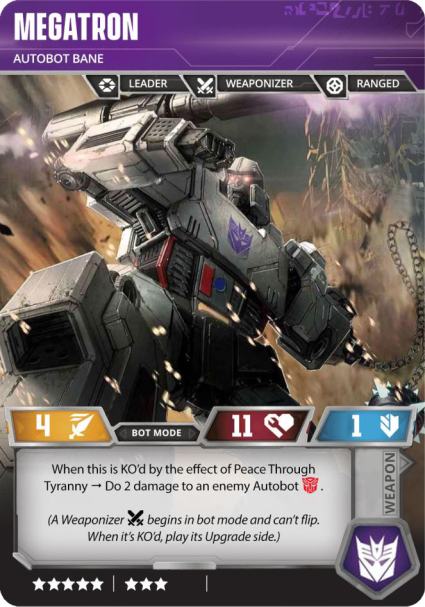 MEGATRON
AUTOBOT BANE
LEADER WEAPONIZER RANGED
4 BOT MODE 11 1
When this is KO'd by the effect of Peace Through
Tyranny → Do 2 damage to an enemy Autobot .
(A Weaponizer begins in bot mode and can't flip.
When it's KO'd, play its Upgrade side.)
WEAPON